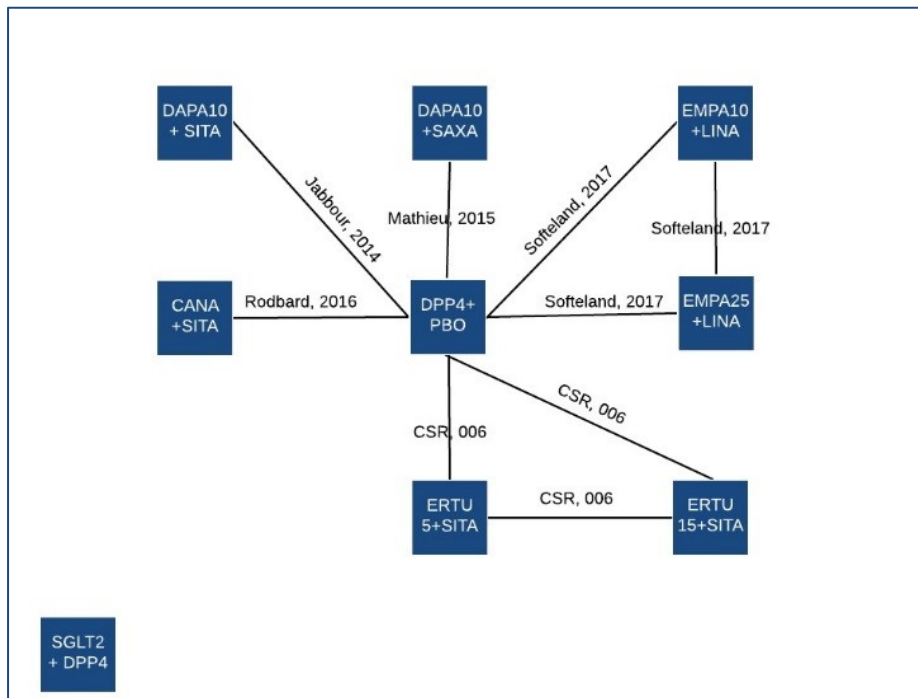 DAPA10
+ SITA
DAPA10
+SAXA
EMPA10
+LINA
Jabbour, 2014
Mathieu, 2015
Softeland, 2017
Softeland, 2017
CANA
+SITA
Rodbard, 2016
DPP4+
PBO
Softeland, 2017
EMPA25
+LINA
CSR, 006
CSR, 006
ERTU
5+SITA
CSR, 006
ERTU
15+SITA
SGLT2
+ DPP4